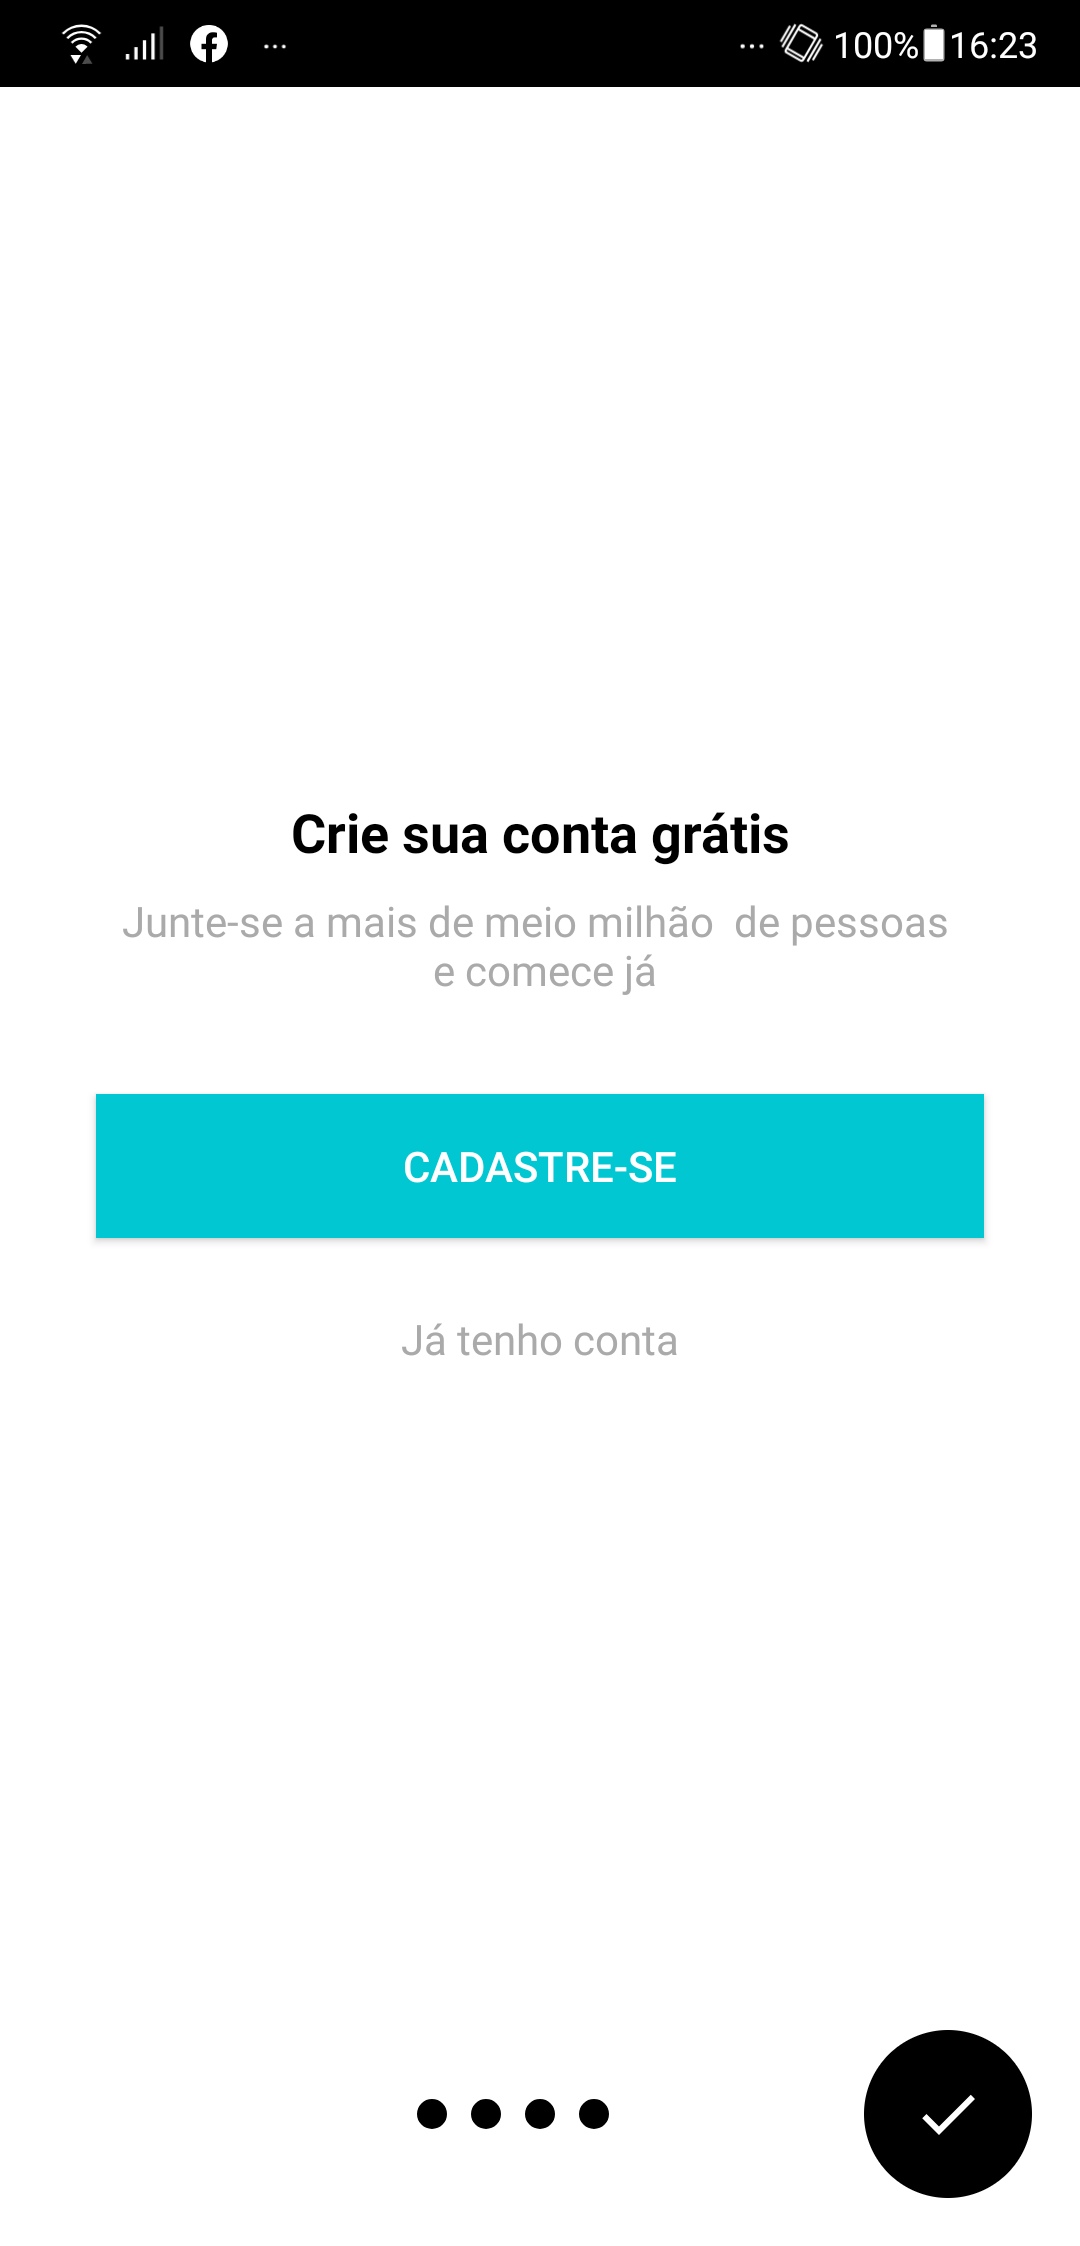 100% 16:23
Crie sua conta grátis
Junte-se a mais de meio milhão  de pessoas
e comece já
CADASTRE-SE
Já tenho conta